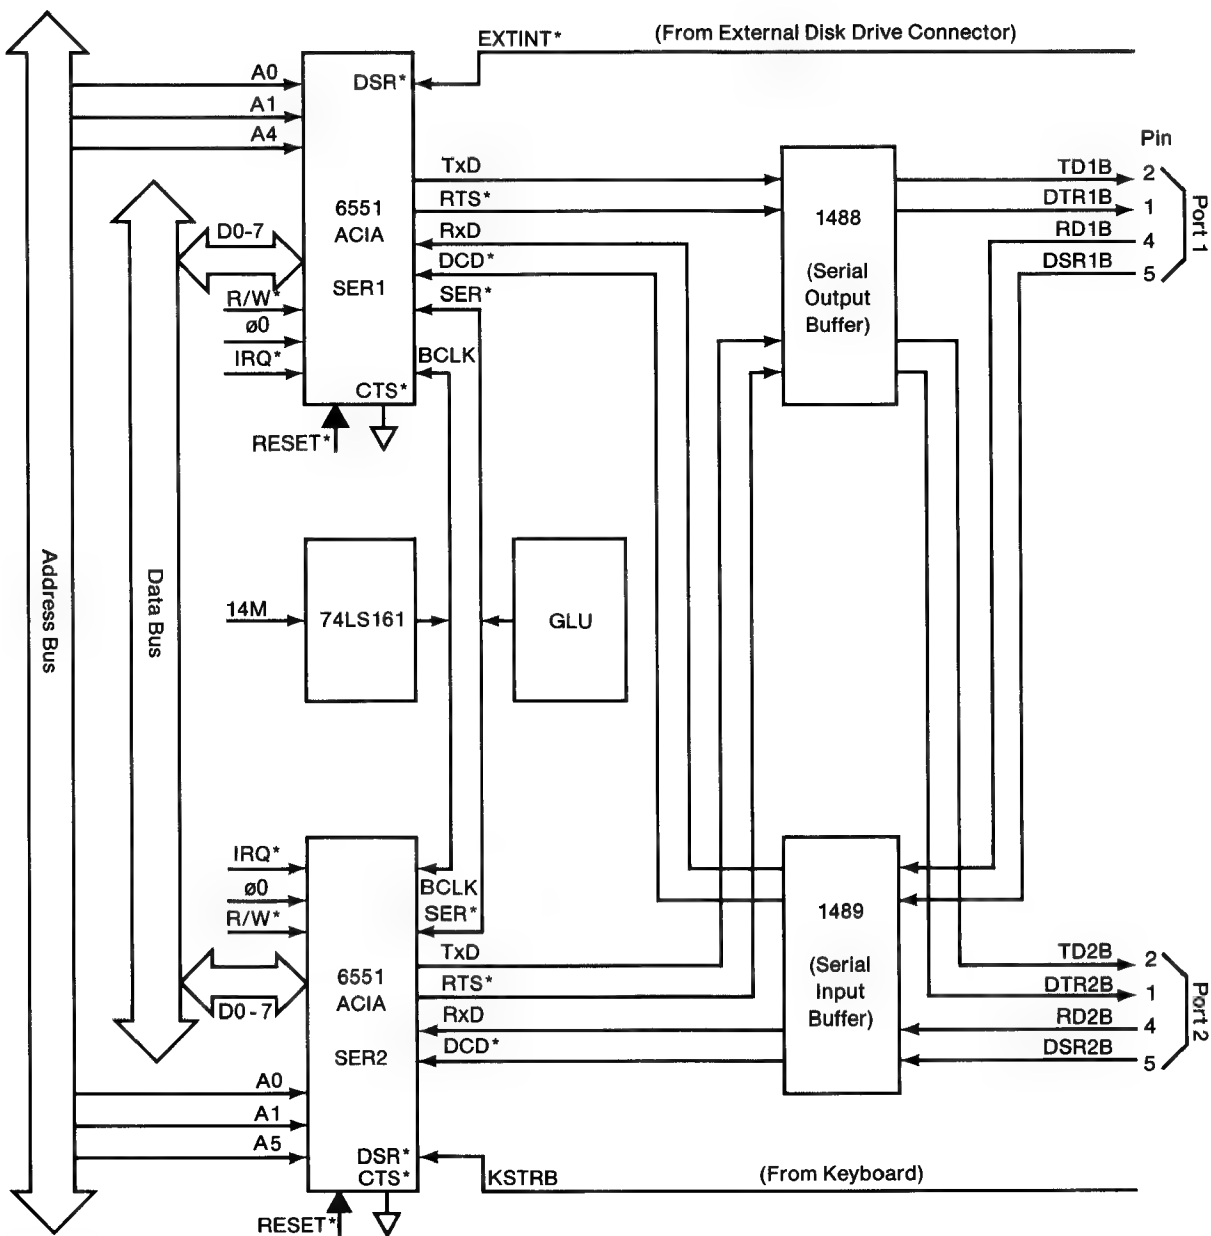 EXTINT*
(From External Disk Drive Connector)
A0
A1
A4
DSR*
Pin
TxD
RTS*
RxD
DCD*
SER*
BCLK
CTS*
6551
ACIA
SER1
D0-7
R/W*
ø0
IRQ*
RESET*
1488
(Serial
Output
Buffer)
TD1B
2
DTR1B
1
RD1B
4
DSR1B
5
Port 1
Address Bus
Data Bus
14M
74LS161
GLU
IRQ*
ø0
R/W*
D0-7
A0
A1
A5
6551
ACIA
SER2
BCLK
SER*
TxD
RTS*
RxD
DCD*
DSR*
CTS*
RESET*
KSTRB
(From Keyboard)
1489
(Serial
Input
Buffer)
TD2B
2
DTR2B
1
RD2B
4
DSR2B
5
Port 2